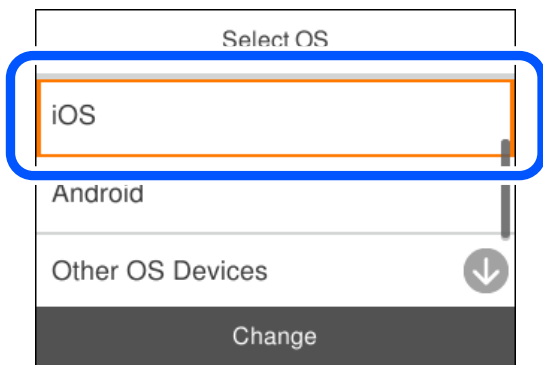 Select OS
iOS
Android
Other OS Devices
Change